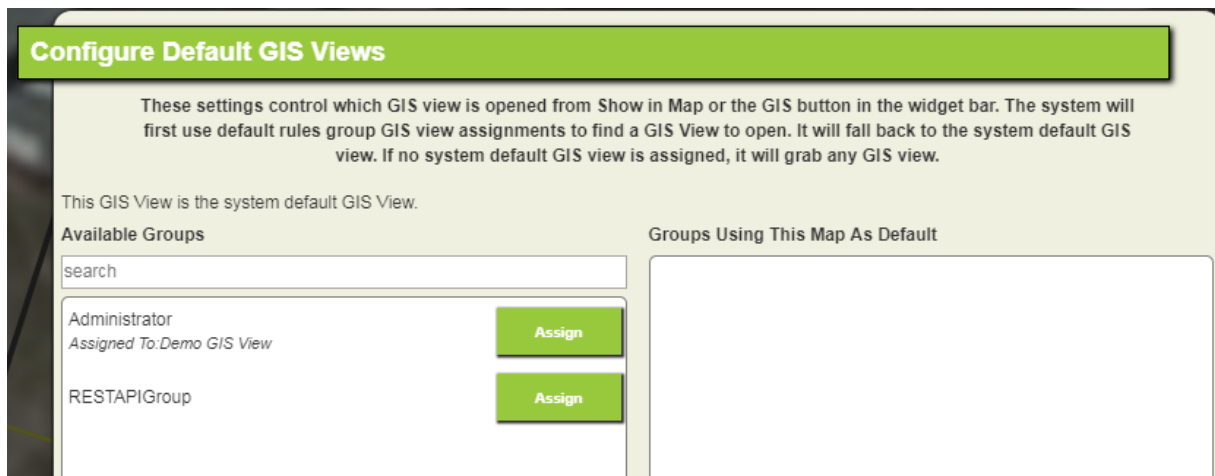 Configure Default GIS Views
These settings control which GIS view is opened from Show in Map or the GIS button in the widget bar. The system will
first use default rules group GIS view assignments to find a GIS View to open. It will fall back to the system default GIS
view. If no system default GIS view is assigned, it will grab any GIS view.
This GIS View is the system default GIS View.
Available Groups
Groups Using This Map As Default
search
Administrator
Assigned To:Demo GIS View
Assign
RESTAPIGroup
Assign